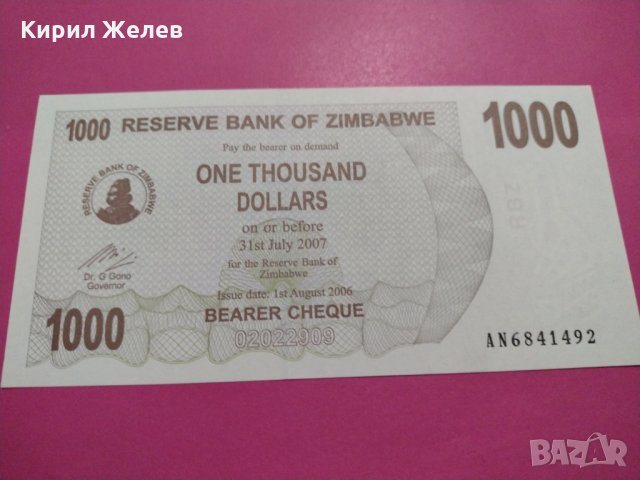 Кирил Желев
1000 RESERVE BANK OF ZIMBABWE
1000
Pay the bearer on demand
ONE THOUSAND
DOLLARS
on or before
31st July 2007
for the Reserve Bank of
Zimbabwe
Issue date: 1st August 2006
BEARER CHEQUE
02022909
RESERVE BANK OF ZIMBABWE
Dr. G Gono
Governor
1000
RBZ
AN6841492
BAZAR